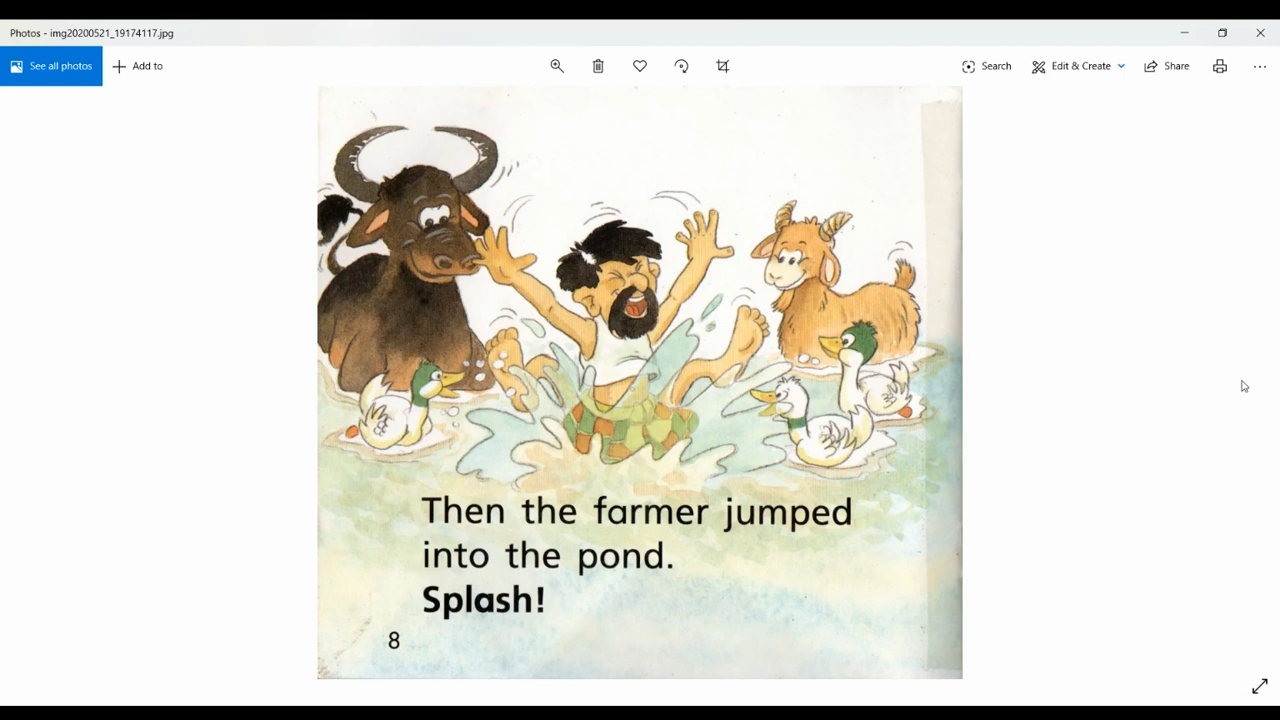 Photos - img20200521_19174117.jpg
See all photos
Add to
Search
Edit & Create
Share
Then the farmer jumped
into the pond.
Splash!
8